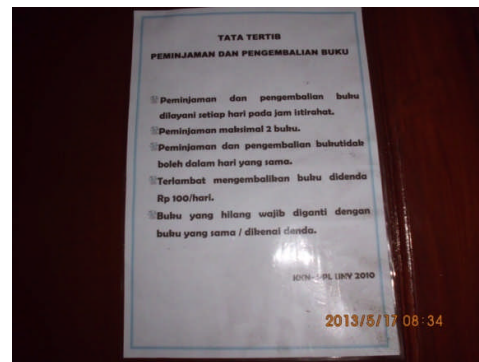 TATA TERTIB
PEMINJAMAN DAN PENGEMBALIAN BUKU
Peminjaman dan pengembalian buku
dilayani setiap hari pada jam istirahat.
Peminjaman maksimal 2 buku.
Peminjaman dan pengembalian bukutidak
boleh dalam hari yang sama.
Terlambat mengembalikan buku didenda
Rp 100/hari.
Buku yang hilang wajib diganti dengan
buku yang sama / dikenai denda.
KKN-PPL UNY 2010
2013/5/17 08:34